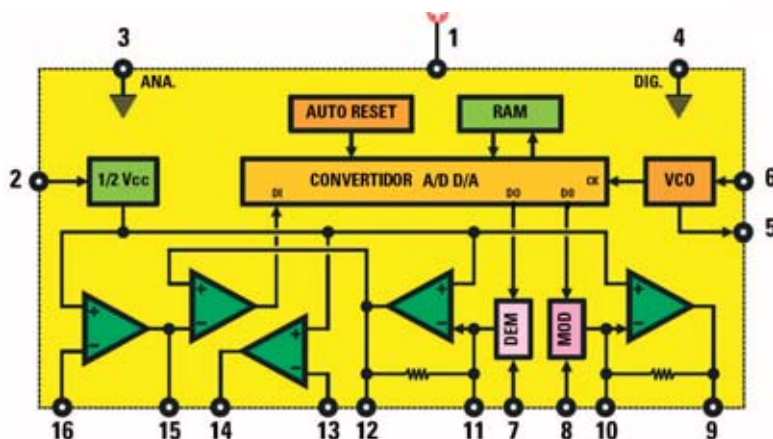 3 1 4
ANA. DIG.
AUTO RESET RAM
2 1/2 Vcc CONVERTIDOR A/D D/A CK VCO 6
DI DO DO
5
+ + + +
- - - -
DEM MOD
16 15 14 13 12 11 7 8 10 9